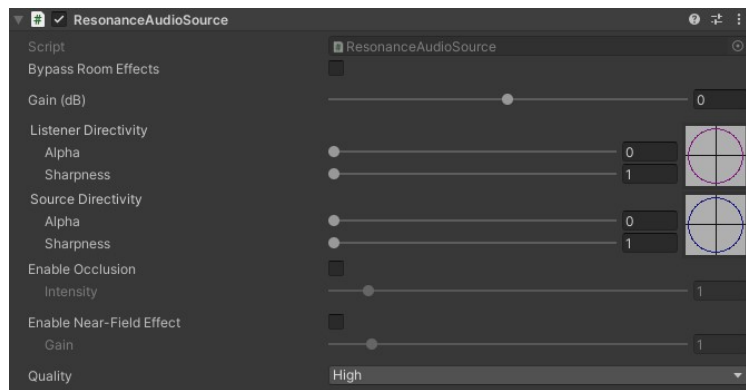 ResonanceAudioSource
Script ResonanceAudioSource
Bypass Room Effects
Gain (dB) 0
Listener Directivity
Alpha 0
Sharpness 1
Source Directivity
Alpha 0
Sharpness 1
Enable Occlusion
Intensity 1
Enable Near-Field Effect
Gain 1
Quality High